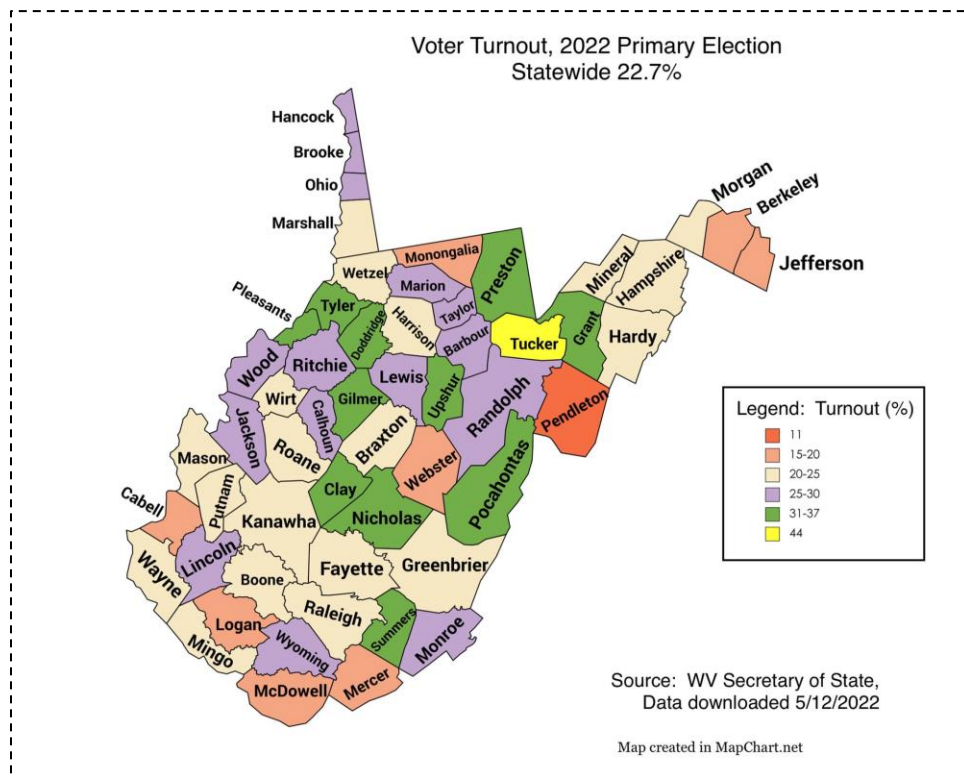 Voter Turnout, 2022 Primary Election
Statewide 22.7%
Hancock
Brooke
Ohio
Marshall
Morgan
Berkeley
Jefferson
Monongalia
Preston
Wetzel
Marion
Mineral
Hampshire
Pleasants
Tyler
Doddridge
Harrison
Taylor
Barbour
Tucker
Grant
Hardy
Wood
Ritchie
Lewis
Upshur
Randolph
Pendleton
Wirt
Calhoun
Gilmer
Jackson
Roane
Braxton
Webster
Pocahontas
Mason
Putnam
Clay
Nicholas
Cabell
Kanawha
Lincoln
Wayne
Boone
Fayette
Greenbrier
Logan
Raleigh
Summers
Monroe
Mingo
Wyoming
McDowell
Mercer
Legend: Turnout (%)
11
15-20
20-25
25-30
31-37
44
Source: WV Secretary of State,
Data downloaded 5/12/2022
Map created in MapChart.net